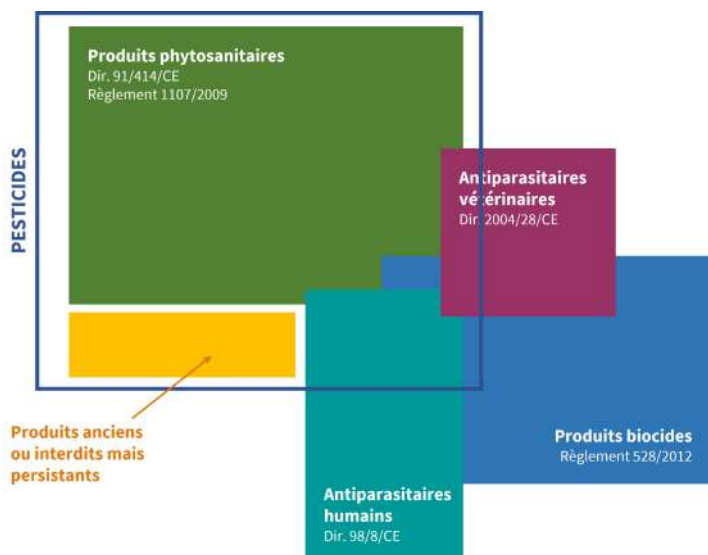 Produits phytosanitaires
Dir. 91/414/CE
Règlement 1107/2009
PESTICIDES
Antiparasitaires
vétérinaires
Dir. 2004/28/CE
Produits anciens
ou interdits mais
persistants
Produits biocides
Règlement 528/2012
Antiparasitaires
humains
Dir. 98/8/CE